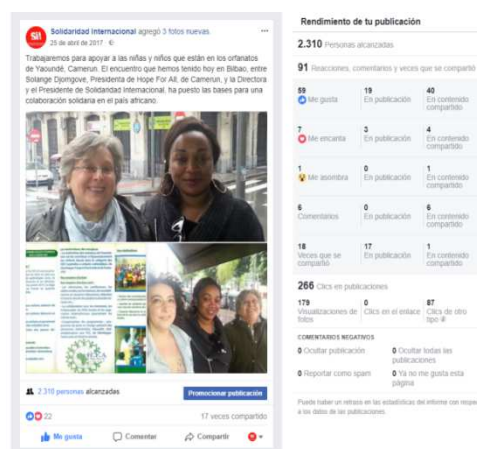 Solidaridad Internacional agregó 3 fotos nuevas.
25 de abril de 2017
Trabajaremos para apoyar a las niñas y niños que están en los orfanatos
de Yaoundé, Camerun. El encuentro que hemos tenido hoy en Bilbao, entre
Solange Djomgowe, Presidenta de Hope For All, de Camerun, y la Directora
y el Presidente de Solidaridad Internacional, ha puesto las bases para una
colaboración solidaria en el país africano.
2.310 personas alcanzadas
Promocionar publicación
22
17 veces compartido
Me gusta Comentar Compartir
Rendimiento de tu publicación
2.310 Personas alcanzadas
91 Reacciones, comentarios y veces que se compartió
59 19 40
Me gusta En publicación En contenido
compartido
7 3 4
Me encanta En publicación En contenido
compartido
1 0 1
Me asombra En publicación En contenido
compartido
6 0 6
Comentarios En publicación En contenido
compartido
18 17 1
Veces que se En publicación En contenido
compartió compartido
266 Clics en publicaciones
179 0 87
Visualizaciones de Clics en el enlace Clics de otro
fotos tipo
COMENTARIOS NEGATIVOS
0 Ocultar publicación 0 Ocultar todas las
publicaciones
0 Reportar como spam 0 Ya no me gusta esta
página
Puede haber un retraso en las estadísticas del informe con respe
a los datos de las publicaciones.